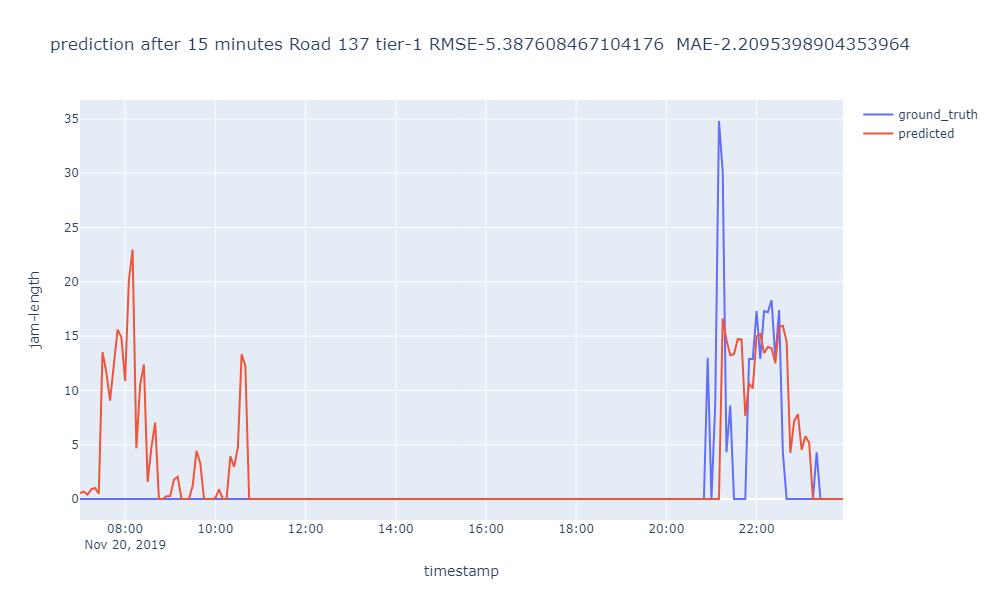 prediction after 15 minutes Road 137 tier-1 RMSE-5.387608467104176  MAE-2.2095398904353964
ground_truth
predicted
35
30
25
20
15
10
5
0
jam-length
08:00 10:00 12:00 14:00 16:00 18:00 20:00 22:00
Nov 20, 2019
timestamp